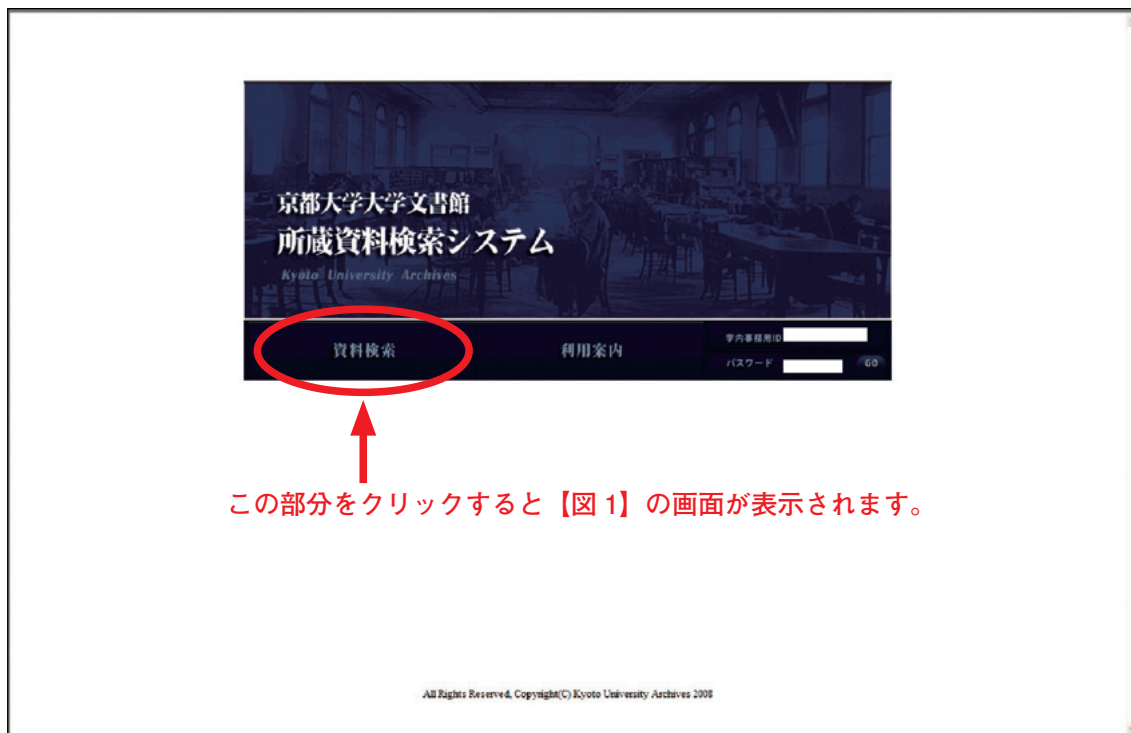 京都大学大学文書館
所蔵資料検索システム
Kyoto University Archives
資料検索
利用案内
学内事務用ID
パスワード
GO
この部分をクリックすると【図1】の画面が表示されます。
All Rights Reserved, Copyright(C) Kyoto University Archives 2008